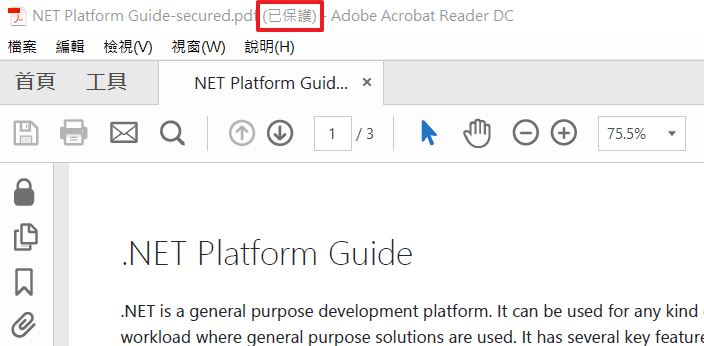 NET Platform Guide-secured.pdf (已保護) - Adobe Acrobat Reader DC
檔案 編輯 檢視(V) 視窗(W) 說明(H)
首頁 工具 NET Platform Guid... ×
1 / 3 75.5%
.NET Platform Guide
.NET is a general purpose development platform. It can be used for any kind
workload where general purpose solutions are used. It has several key feature